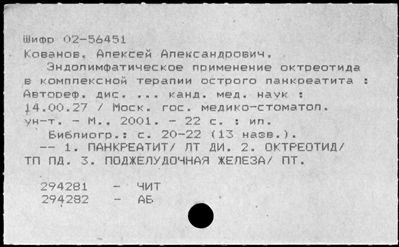 Шифр 02-56451
Кованов, Алексей Александрович.
Эндолимфатическое применение октреотида
в комплексной терапии острого панкреатита :
Автореф. дис. ... канд. мед. наук :
14.00.27 / Моск. гос. медико-стоматол.
ун-т. - М., 2001. - 22 с. : ил.
Библиогр.: с. 20-22 (13 назв.).
-- 1. ПАНКРЕАТИТ/ ЛТ ДИ. 2. ОКТРЕОТИД/
ТП ПД. 3. ПОДЖЕЛУДОЧНАЯ ЖЕЛЕЗА/ ПТ.
294281 - ЧИТ
294282 - АБ